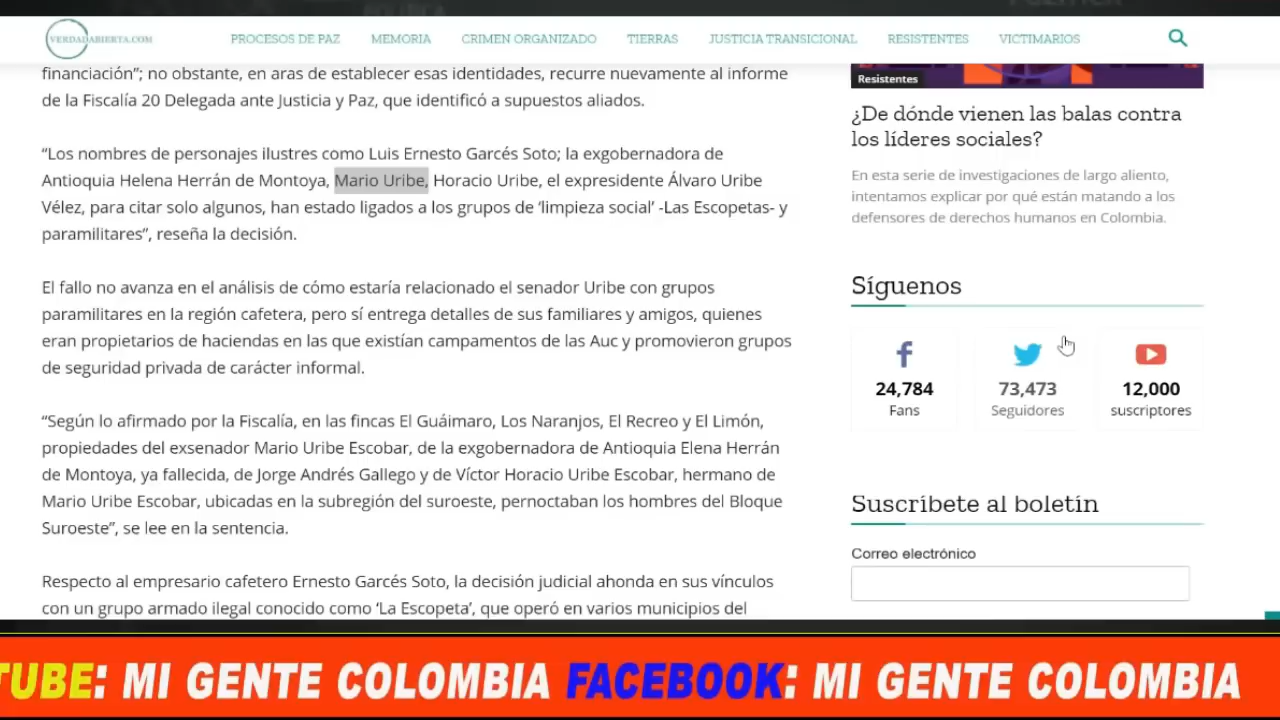 VERDADABIERTA.COM
PROCESOS DE PAZ
MEMORIA
CRIMEN ORGANIZADO
TIERRAS
JUSTICIA TRANSICIONAL
RESISTENTES
VICTIMARIOS
financiación”; no obstante, en aras de establecer esas identidades, recurre nuevamente al informe
de la Fiscalía 20 Delegada ante Justicia y Paz, que identificó a supuestos aliados.
“Los nombres de personajes ilustres como Luis Ernesto Garcés Soto; la exgobernadora de
Antioquia Helena Herrán de Montoya, Mario Uribe, Horacio Uribe, el expresidente Álvaro Uribe
Vélez, para citar solo algunos, han estado ligados a los grupos de ‘limpieza social’ -Las Escopetas- y
paramilitares”, reseña la decisión.
El fallo no avanza en el análisis de cómo estaría relacionado el senador Uribe con grupos
paramilitares en la región cafetera, pero sí entrega detalles de sus familiares y amigos, quienes
eran propietarios de haciendas en las que existían campamentos de las Auc y promovieron grupos
de seguridad privada de carácter informal.
“Según lo afirmado por la Fiscalía, en las fincas El Guáimaro, Los Naranjos, El Recreo y El Limón,
propiedades del exsenador Mario Uribe Escobar, de la exgobernadora de Antioquia Elena Herrán
de Montoya, ya fallecida, de Jorge Andrés Gallego y de Víctor Horacio Uribe Escobar, hermano de
Mario Uribe Escobar, ubicadas en la subregión del suroeste, pernoctaban los hombres del Bloque
Suroeste”, se lee en la sentencia.
Respecto al empresario cafetero Ernesto Garcés Soto, la decisión judicial ahonda en sus vínculos
con un grupo armado ilegal conocido como ‘La Escopeta’, que operó en varios municipios del
Resistentes
¿De dónde vienen las balas contra
los líderes sociales?
En esta serie de investigaciones de largo aliento,
intentamos explicar por qué están matando a los
defensores de derechos humanos en Colombia.
Síguenos
24,784
Fans
73,473
Seguidores
12,000
suscriptores
Suscríbete al boletín
Correo electrónico
TUBE: MI GENTE COLOMBIA FACEBOOK: MI GENTE COLOMBIA